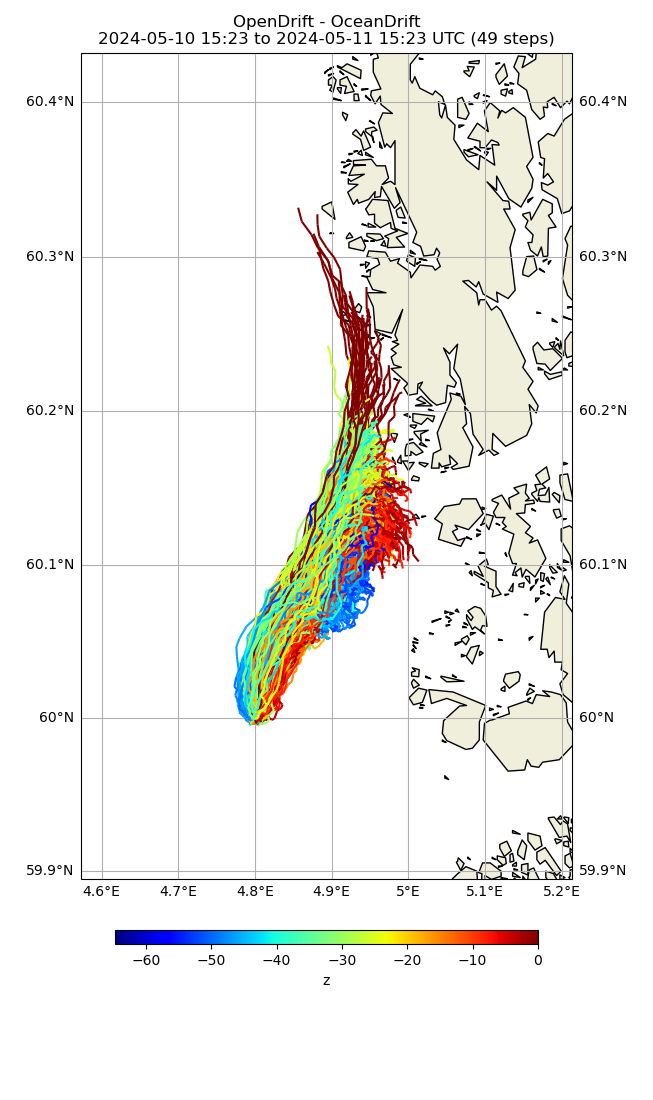 OpenDrift - OceanDrift
2024-05-10 15:23 to 2024-05-11 15:23 UTC (49 steps)
60.4°N 60.4°N
60.3°N 60.3°N
60.2°N 60.2°N
60.1°N 60.1°N
60°N 60°N
59.9°N 59.9°N
4.6°E 4.7°E 4.8°E 4.9°E 5°E 5.1°E 5.2°E
−60 −50 −40 −30 −20 −10 0
z